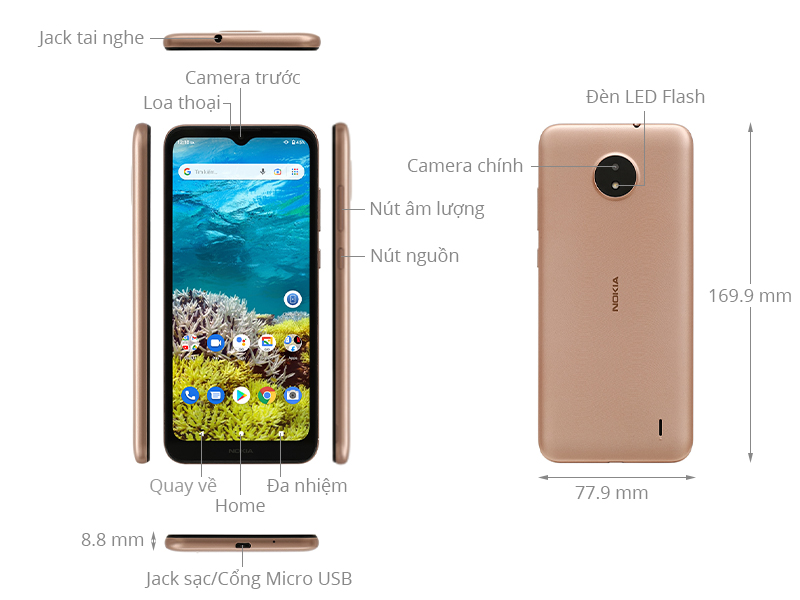 Jack tai nghe
Camera trước
Loa thoại
Đèn LED Flash
Camera chính
Nút âm lượng
Nút nguồn
NOKIA
169.9 mm
NOKIA
Quay về
Đa nhiệm
Home
77.9 mm
8.8 mm
Jack sạc/Cổng Micro USB